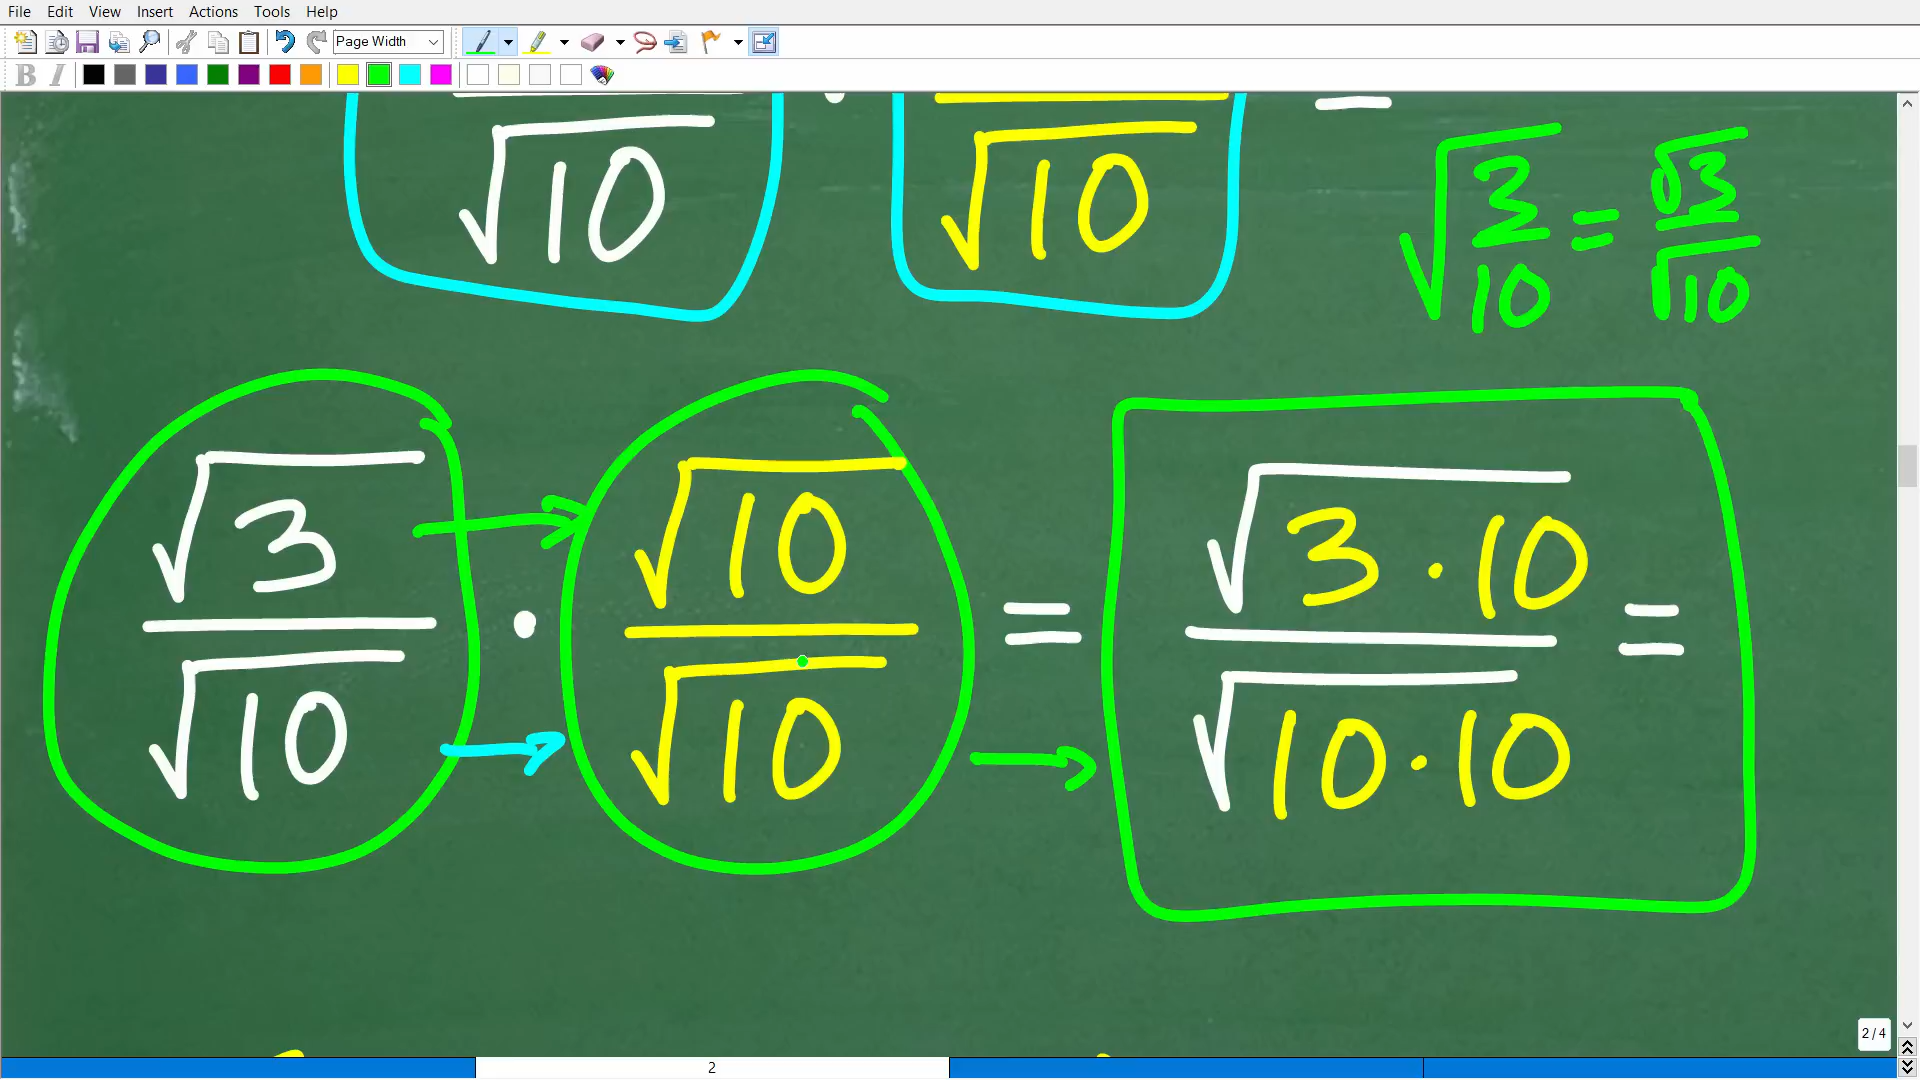 File Edit View Insert Actions Tools Help
Page Width
B I
√10 · √10 =
√(3/10) = √3/√10
√3/√10 · √10/√10 = √(3·10)/√(10·10) =
2 / 4
2